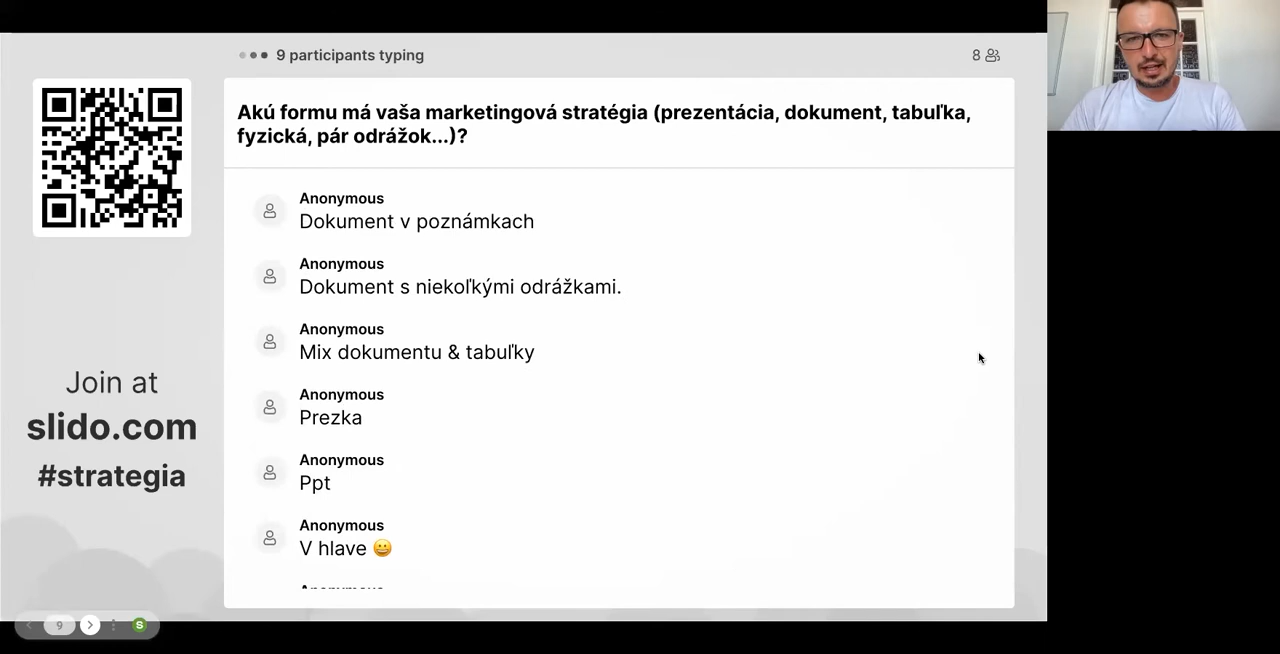 9 participants typing
8
Akú formu má vaša marketingová stratégia (prezentácia, dokument, tabuľka,
fyzická, pár odrážok...)?
Anonymous
Dokument v poznámkach
Anonymous
Dokument s niekoľkými odrážkami.
Anonymous
Mix dokumentu & tabuľky
Anonymous
Prezka
Anonymous
Ppt
Anonymous
V hlave 😀
Join at
slido.com
#strategia
9
S